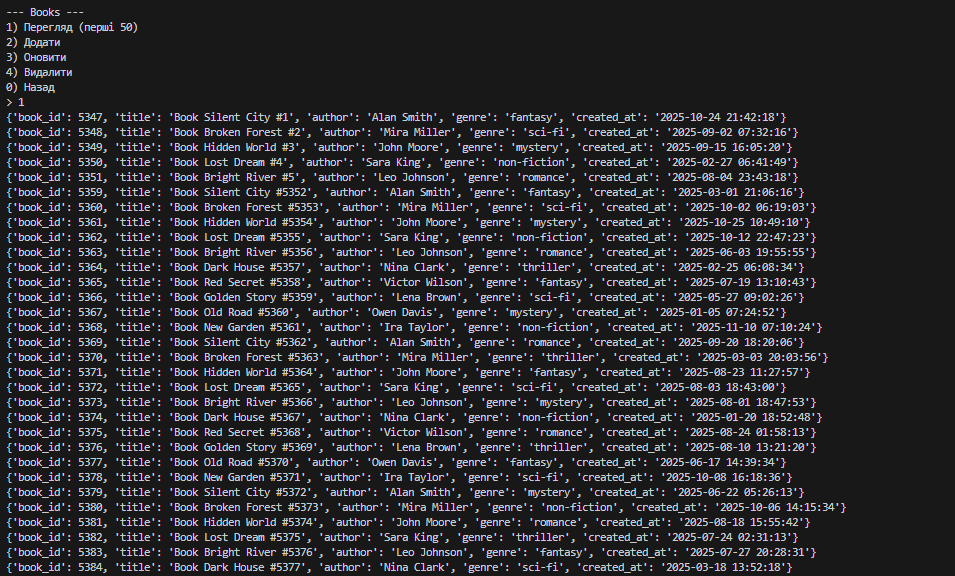 --- Books ---
1) Перегляд (перші 50)
2) Додати
3) Оновити
4) Видалити
0) Назад
> 1
{'book_id': 5347, 'title': 'Book Silent City #1', 'author': 'Alan Smith', 'genre': 'fantasy', 'created_at': '2025-10-24 21:42:18'}
{'book_id': 5348, 'title': 'Book Broken Forest #2', 'author': 'Mira Miller', 'genre': 'sci-fi', 'created_at': '2025-09-02 07:32:16'}
{'book_id': 5349, 'title': 'Book Hidden World #3', 'author': 'John Moore', 'genre': 'mystery', 'created_at': '2025-09-15 16:05:20'}
{'book_id': 5350, 'title': 'Book Lost Dream #4', 'author': 'Sara King', 'genre': 'non-fiction', 'created_at': '2025-02-27 06:41:49'}
{'book_id': 5351, 'title': 'Book Bright River #5', 'author': 'Leo Johnson', 'genre': 'romance', 'created_at': '2025-08-04 23:43:18'}
{'book_id': 5359, 'title': 'Book Silent City #5352', 'author': 'Alan Smith', 'genre': 'fantasy', 'created_at': '2025-03-01 21:06:16'}
{'book_id': 5360, 'title': 'Book Broken Forest #5353', 'author': 'Mira Miller', 'genre': 'sci-fi', 'created_at': '2025-10-02 06:19:03'}
{'book_id': 5361, 'title': 'Book Hidden World #5354', 'author': 'John Moore', 'genre': 'mystery', 'created_at': '2025-10-25 10:49:10'}
{'book_id': 5362, 'title': 'Book Lost Dream #5355', 'author': 'Sara King', 'genre': 'non-fiction', 'created_at': '2025-10-12 22:47:23'}
{'book_id': 5363, 'title': 'Book Bright River #5356', 'author': 'Leo Johnson', 'genre': 'romance', 'created_at': '2025-06-03 19:55:55'}
{'book_id': 5364, 'title': 'Book Dark House #5357', 'author': 'Nina Clark', 'genre': 'thriller', 'created_at': '2025-02-25 06:08:34'}
{'book_id': 5365, 'title': 'Book Red Secret #5358', 'author': 'Victor Wilson', 'genre': 'fantasy', 'created_at': '2025-07-19 13:10:43'}
{'book_id': 5366, 'title': 'Book Golden Story #5359', 'author': 'Lena Brown', 'genre': 'sci-fi', 'created_at': '2025-05-27 09:02:26'}
{'book_id': 5367, 'title': 'Book Old Road #5360', 'author': 'Owen Davis', 'genre': 'mystery', 'created_at': '2025-01-05 07:24:52'}
{'book_id': 5368, 'title': 'Book New Garden #5361', 'author': 'Ira Taylor', 'genre': 'non-fiction', 'created_at': '2025-11-10 07:10:24'}
{'book_id': 5369, 'title': 'Book Silent City #5362', 'author': 'Alan Smith', 'genre': 'romance', 'created_at': '2025-09-20 18:20:06'}
{'book_id': 5370, 'title': 'Book Broken Forest #5363', 'author': 'Mira Miller', 'genre': 'thriller', 'created_at': '2025-03-03 20:03:56'}
{'book_id': 5371, 'title': 'Book Hidden World #5364', 'author': 'John Moore', 'genre': 'fantasy', 'created_at': '2025-08-23 11:27:57'}
{'book_id': 5372, 'title': 'Book Lost Dream #5365', 'author': 'Sara King', 'genre': 'sci-fi', 'created_at': '2025-08-03 18:43:00'}
{'book_id': 5373, 'title': 'Book Bright River #5366', 'author': 'Leo Johnson', 'genre': 'mystery', 'created_at': '2025-08-01 18:47:53'}
{'book_id': 5374, 'title': 'Book Dark House #5367', 'author': 'Nina Clark', 'genre': 'non-fiction', 'created_at': '2025-01-20 18:52:48'}
{'book_id': 5375, 'title': 'Book Red Secret #5368', 'author': 'Victor Wilson', 'genre': 'romance', 'created_at': '2025-08-24 01:58:13'}
{'book_id': 5376, 'title': 'Book Golden Story #5369', 'author': 'Lena Brown', 'genre': 'thriller', 'created_at': '2025-08-10 13:21:20'}
{'book_id': 5377, 'title': 'Book Old Road #5370', 'author': 'Owen Davis', 'genre': 'fantasy', 'created_at': '2025-06-17 14:39:34'}
{'book_id': 5378, 'title': 'Book New Garden #5371', 'author': 'Ira Taylor', 'genre': 'sci-fi', 'created_at': '2025-10-08 16:18:36'}
{'book_id': 5379, 'title': 'Book Silent City #5372', 'author': 'Alan Smith', 'genre': 'mystery', 'created_at': '2025-06-22 05:26:13'}
{'book_id': 5380, 'title': 'Book Broken Forest #5373', 'author': 'Mira Miller', 'genre': 'non-fiction', 'created_at': '2025-10-06 14:15:34'}
{'book_id': 5381, 'title': 'Book Hidden World #5374', 'author': 'John Moore', 'genre': 'romance', 'created_at': '2025-08-18 15:55:42'}
{'book_id': 5382, 'title': 'Book Lost Dream #5375', 'author': 'Sara King', 'genre': 'thriller', 'created_at': '2025-07-24 02:31:13'}
{'book_id': 5383, 'title': 'Book Bright River #5376', 'author': 'Leo Johnson', 'genre': 'fantasy', 'created_at': '2025-07-27 20:28:31'}
{'book_id': 5384, 'title': 'Book Dark House #5377', 'author': 'Nina Clark', 'genre': 'sci-fi', 'created_at': '2025-03-18 13:52:18'}